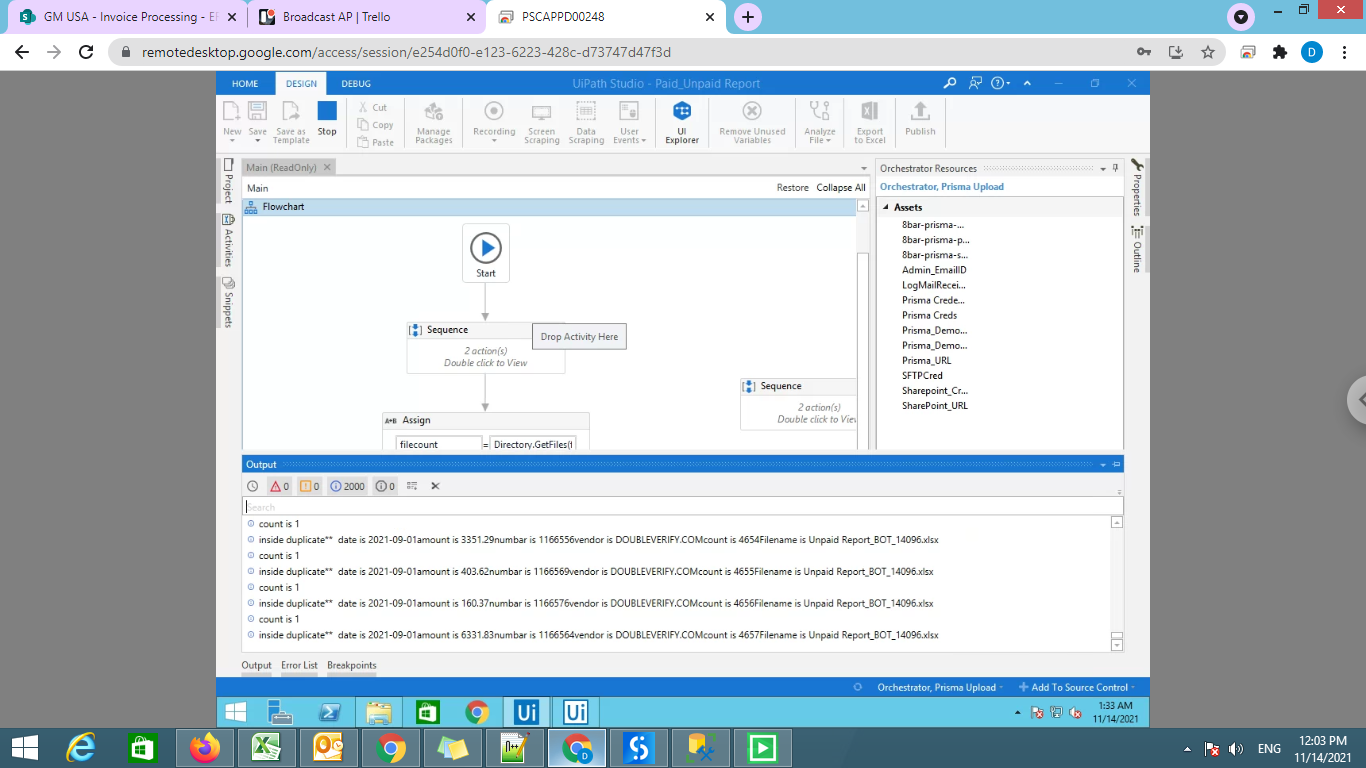 GM USA - Invoice Processing - EF
Broadcast AP | Trello
PSCAPPD00248
remotedesktop.google.com/access/session/e254d0f0-e123-6223-428c-d73747d47f3d
HOME
DESIGN
DEBUG
UiPath Studio - Paid_Unpaid Report
New
Save
Save as Template
Stop
Cut
Copy
Paste
Manage Packages
Recording
Screen Scraping
Data Scraping
User Events
UI Explorer
Remove Unused Variables
Analyze File
Export to Excel
Publish
Project
Activities
Snippets
Main (ReadOnly)
Main
Restore
Collapse All
Flowchart
Start
Sequence
2 action(s)
Double click to View
Drop Activity Here
Assign
filecount
=
Directory.GetFiles(f
Sequence
2 action(s)
Double click to View
Orchestrator Resources
Orchestrator, Prisma Upload
Assets
8bar-prisma-...
8bar-prisma-p...
8bar-prisma-s...
Admin_EmailID
LogMailRecei...
Prisma Crede...
Prisma Creds
Prisma_Demo...
Prisma_Demo...
Prisma_URL
SFTPCred
Sharepoint_Cr...
SharePoint_URL
Properties
Outline
Output
0
0
2000
0
Search
count is 1
inside duplicate** date is 2021-09-01amount is 3351.29numbar is 1166556vendor is DOUBLEVERIFY.COMcount is 4654Filename is Unpaid Report_BOT_14096.xlsx
count is 1
inside duplicate** date is 2021-09-01amount is 403.62numbar is 1166569vendor is DOUBLEVERIFY.COMcount is 4655Filename is Unpaid Report_BOT_14096.xlsx
count is 1
inside duplicate** date is 2021-09-01amount is 160.37numbar is 1166576vendor is DOUBLEVERIFY.COMcount is 4656Filename is Unpaid Report_BOT_14096.xlsx
count is 1
inside duplicate** date is 2021-09-01amount is 6331.83numbar is 1166564vendor is DOUBLEVERIFY.COMcount is 4657Filename is Unpaid Report_BOT_14096.xlsx
Output
Error List
Breakpoints
Orchestrator, Prisma Upload
Add To Source Control
1:33 AM
11/14/2021
ENG
12:03 PM
11/14/2021